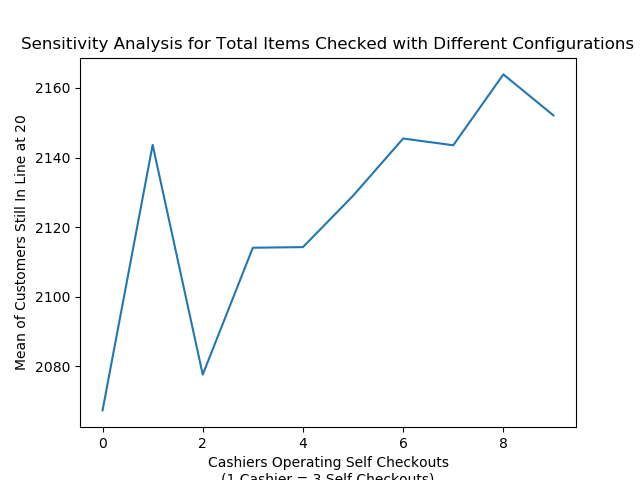 Sensitivity Analysis for Total Items Checked with Different Configurations
Mean of Customers Still In Line at 20
2160
2140
2120
2100
2080
0 2 4 6 8
Cashiers Operating Self Checkouts
(1 Cashier = 3 Self Checkouts)